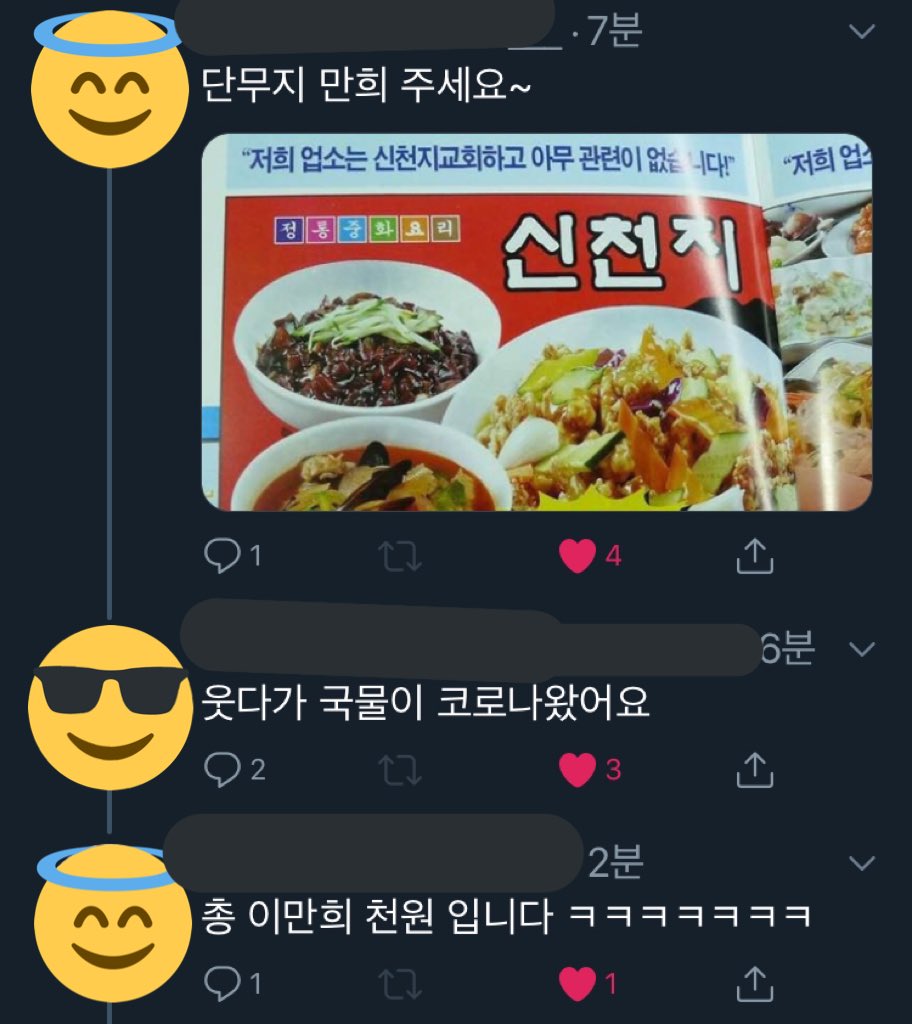 · 7분
단무지 만희 주세요~
“저희 업소는 신천지교회하고 아무 관련이 없습니다!”
“저희 업소
정통중화요리
신천지
1
4
6분
웃다가 국물이 코로나왔어요
2
3
2분
총 이만희 천원 입니다 ㅋㅋㅋㅋㅋㅋㅋ
1
1